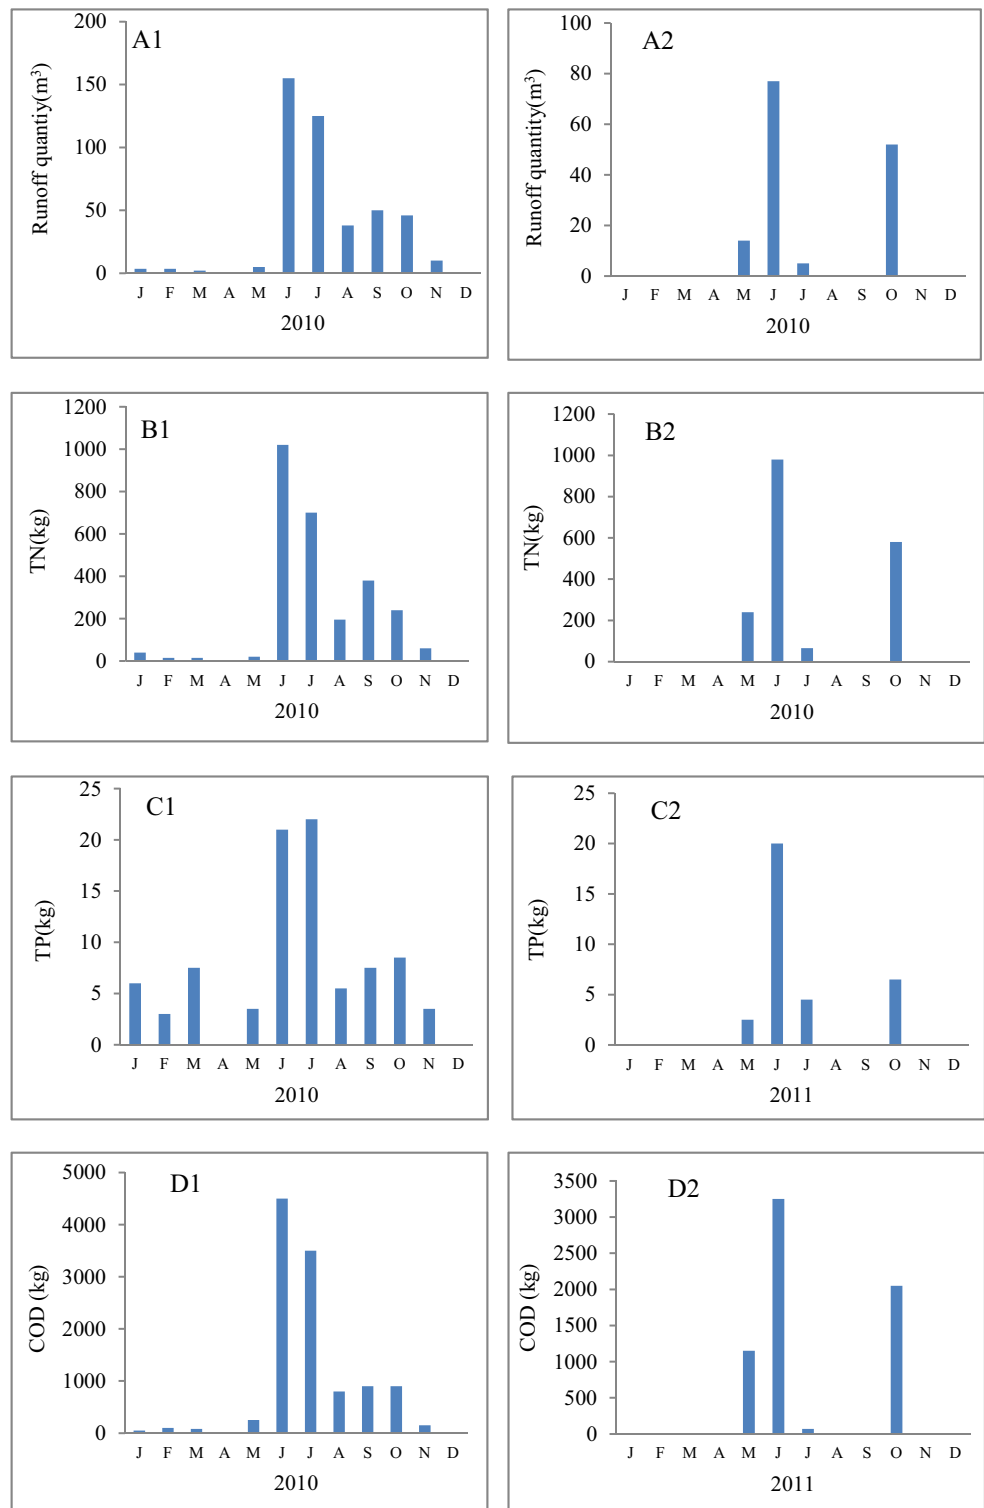 A1
Runoff quantiy(m³)
200
150
100
50
0
J F M A M J J A S O N D
2010
A2
Runoff quantity(m³)
100
80
60
40
20
0
J F M A M J J A S O N D
2010
B1
TN(kg)
1200
1000
800
600
400
200
0
J F M A M J J A S O N D
2010
B2
TN(kg)
1200
1000
800
600
400
200
0
J F M A M J J A S O N D
2010
C1
TP(kg)
25
20
15
10
5
0
J F M A M J J A S O N D
2010
C2
TP(kg)
25
20
15
10
5
0
J F M A M J J A S O N D
2011
D1
COD (kg)
5000
4000
3000
2000
1000
0
J F M A M J J A S O N D
2010
D2
COD (kg)
3500
3000
2500
2000
1500
1000
500
0
J F M A M J J A S O N D
2011